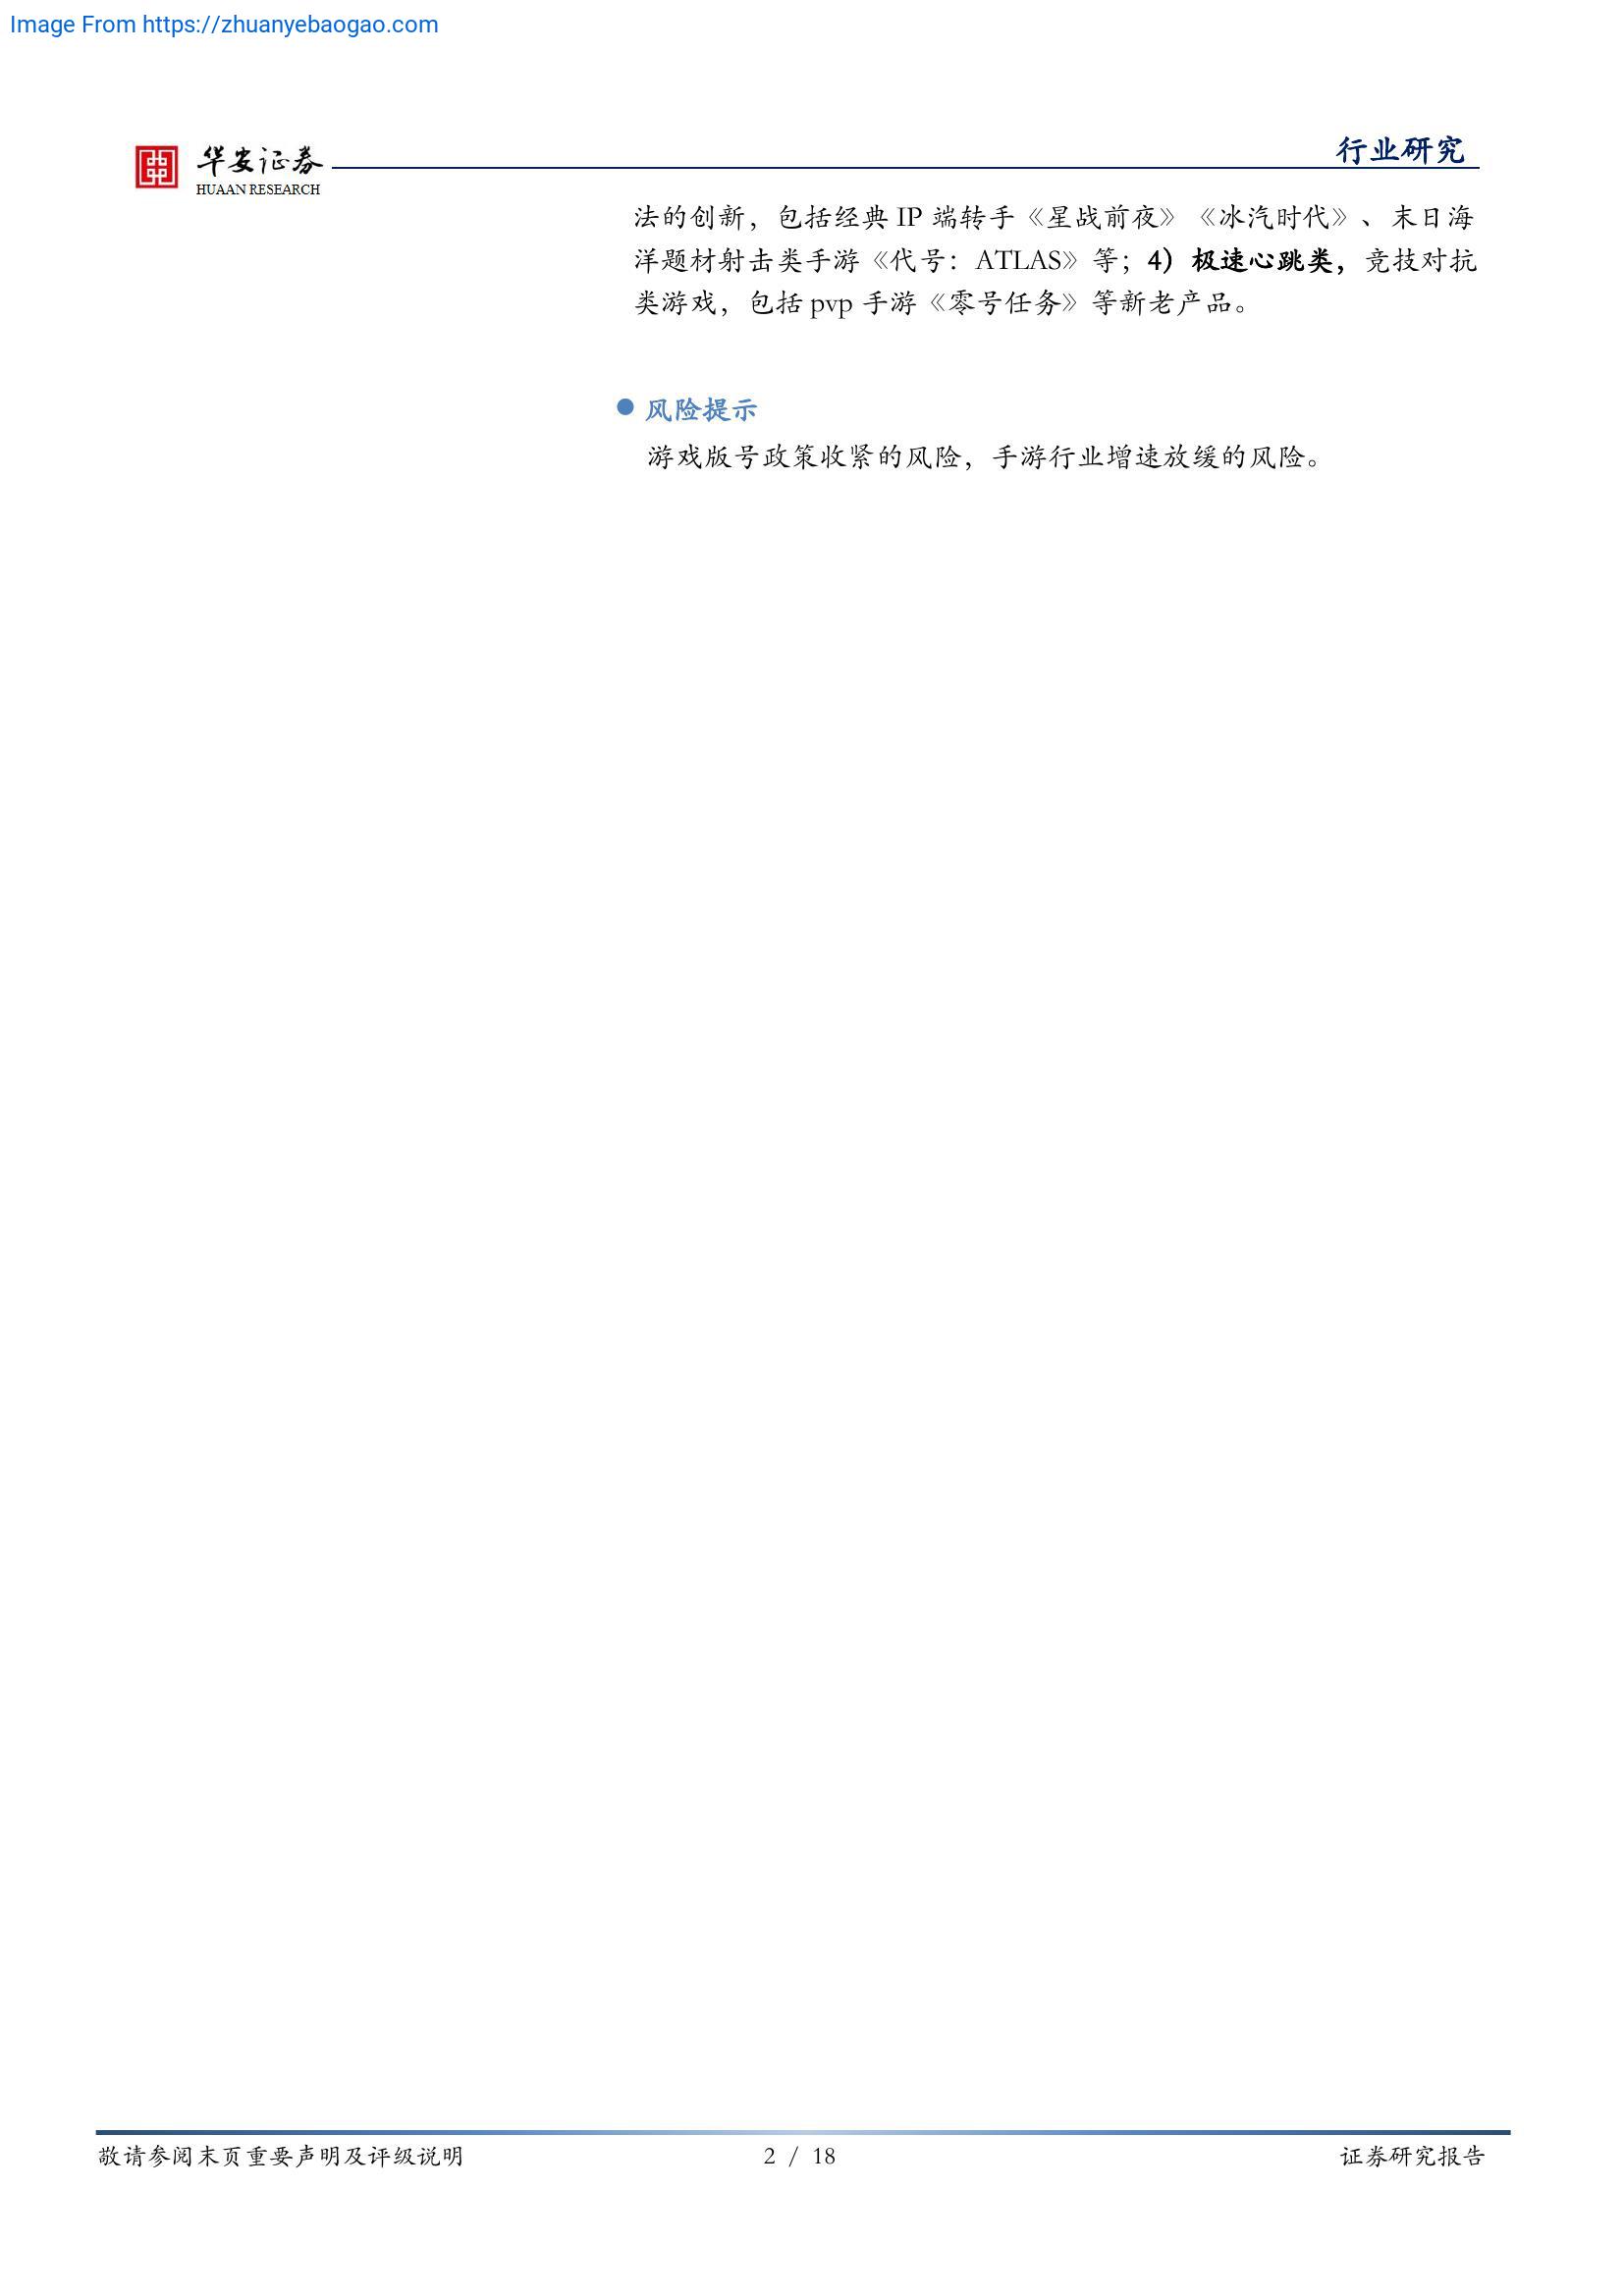 Image From https://zhuanyebaogao.com
华安证券
HUAAN RESEARCH
行业研究
法的创新，包括经典 IP 端转手《星战前夜》《冰汽时代》、末日海
洋题材射击类手游《代号：ATLAS》等；4）极速心跳类，竞技对抗
类游戏，包括 pvp 手游《零号任务》等新老产品。
风险提示
游戏版号政策收紧的风险，手游行业增速放缓的风险。
敬请参阅末页重要声明及评级说明
2 / 18
证券研究报告